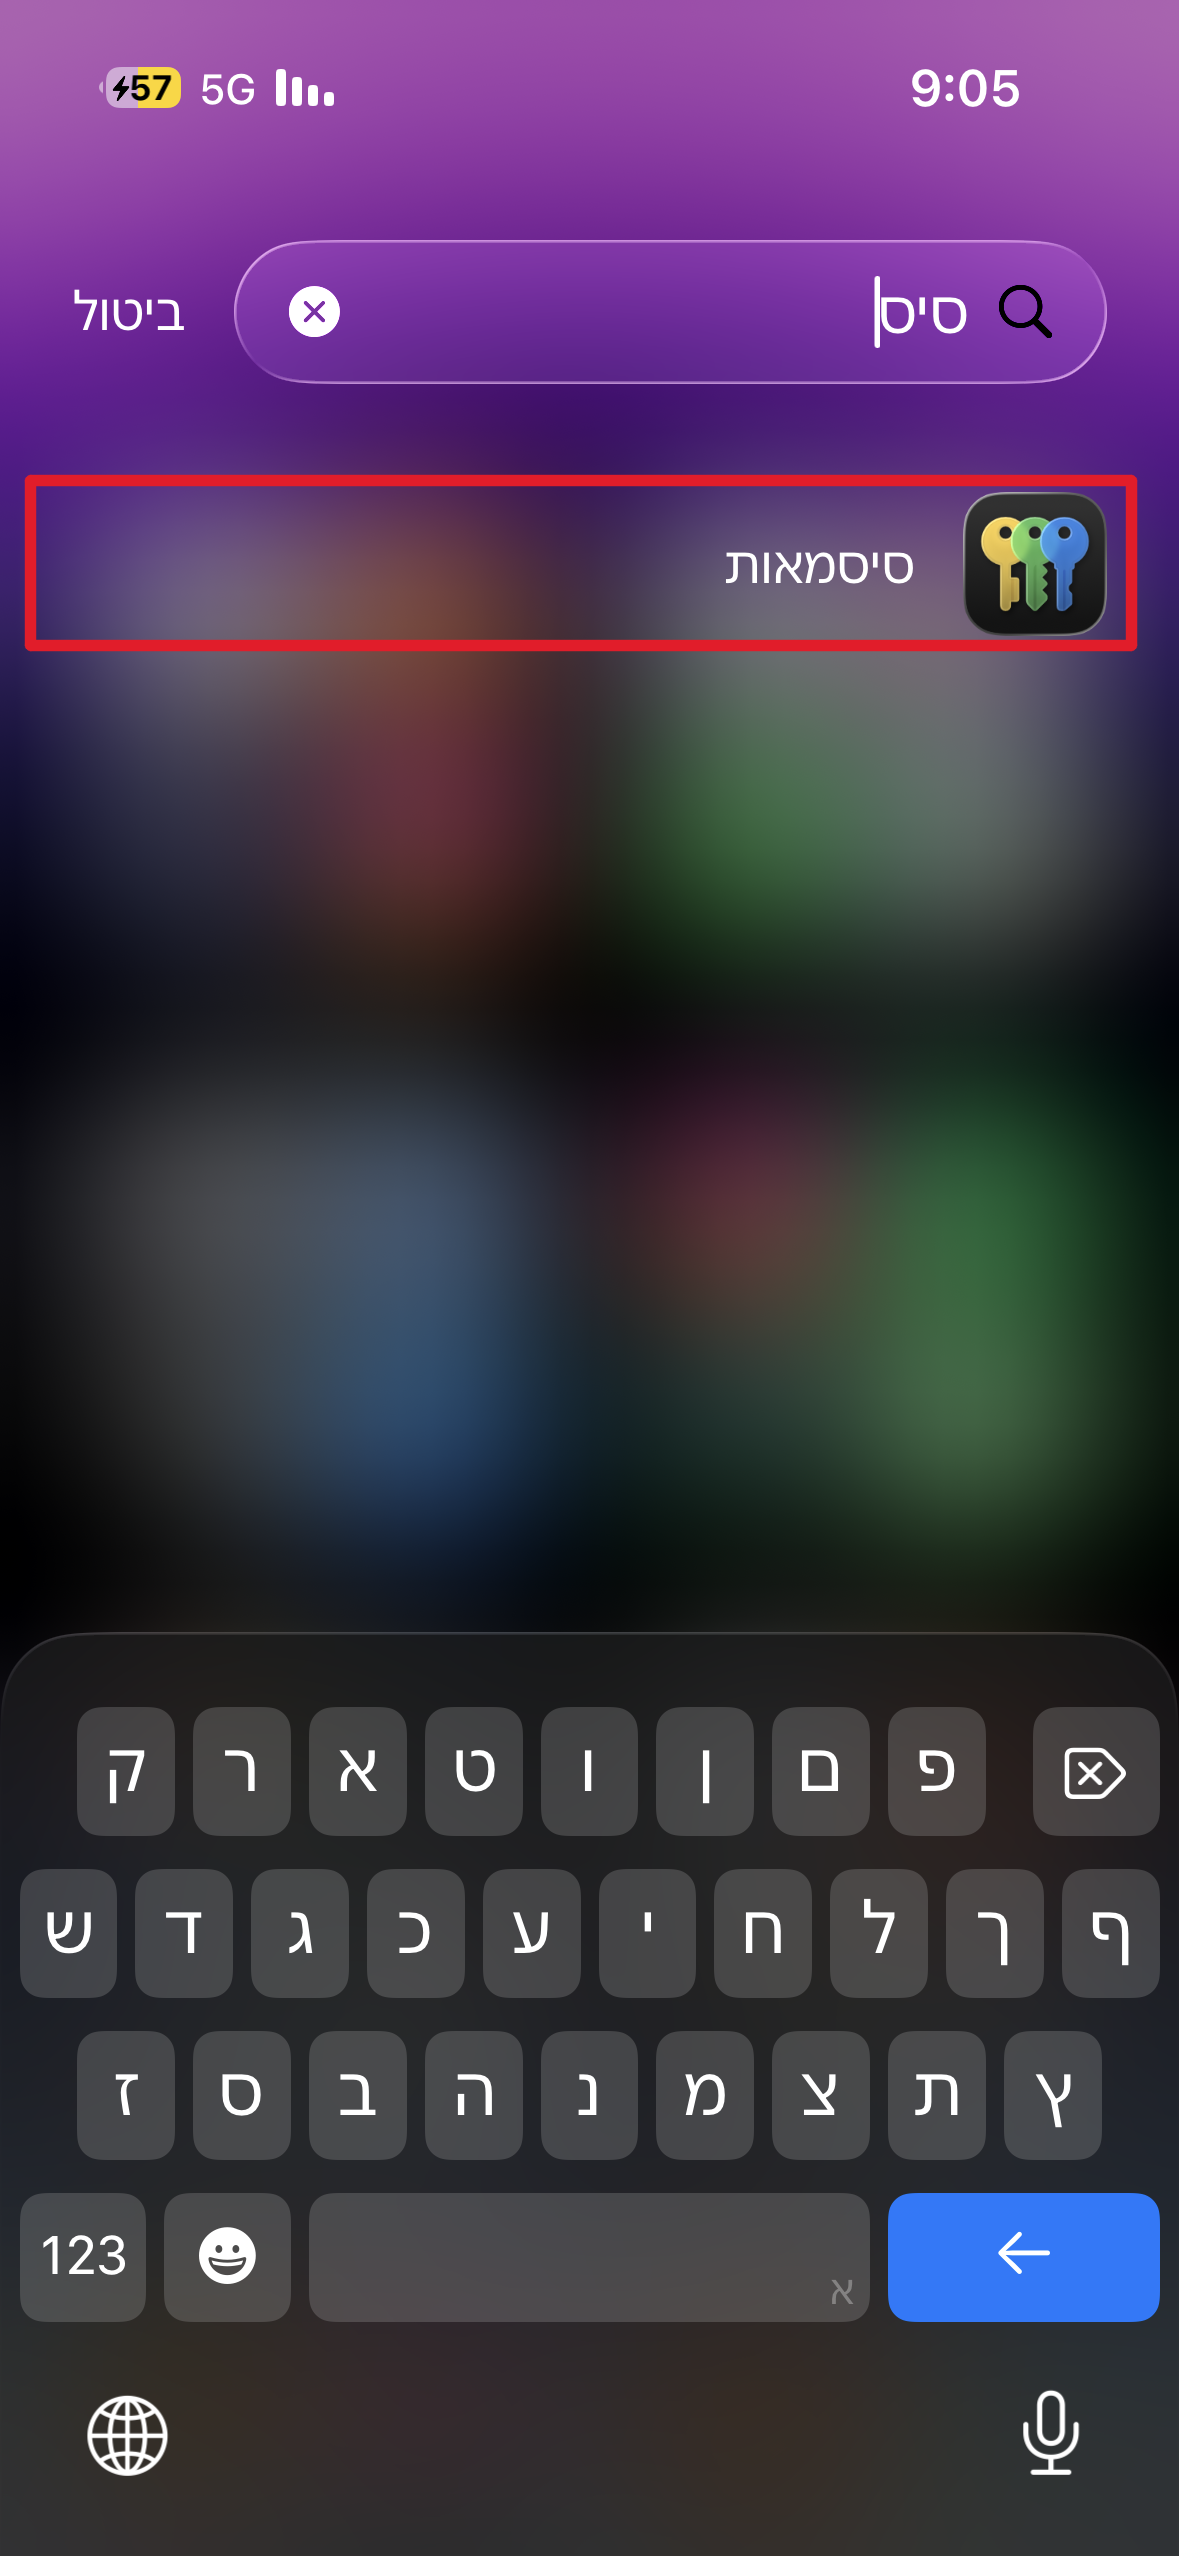 9:05
5G
57
סיס
ביטול
סיסמאות
ק ר א ט ו ן ם פ
ש ד ג כ ע י ח ל ך ף
ז ס ב ה נ מ צ ת ץ
123
א